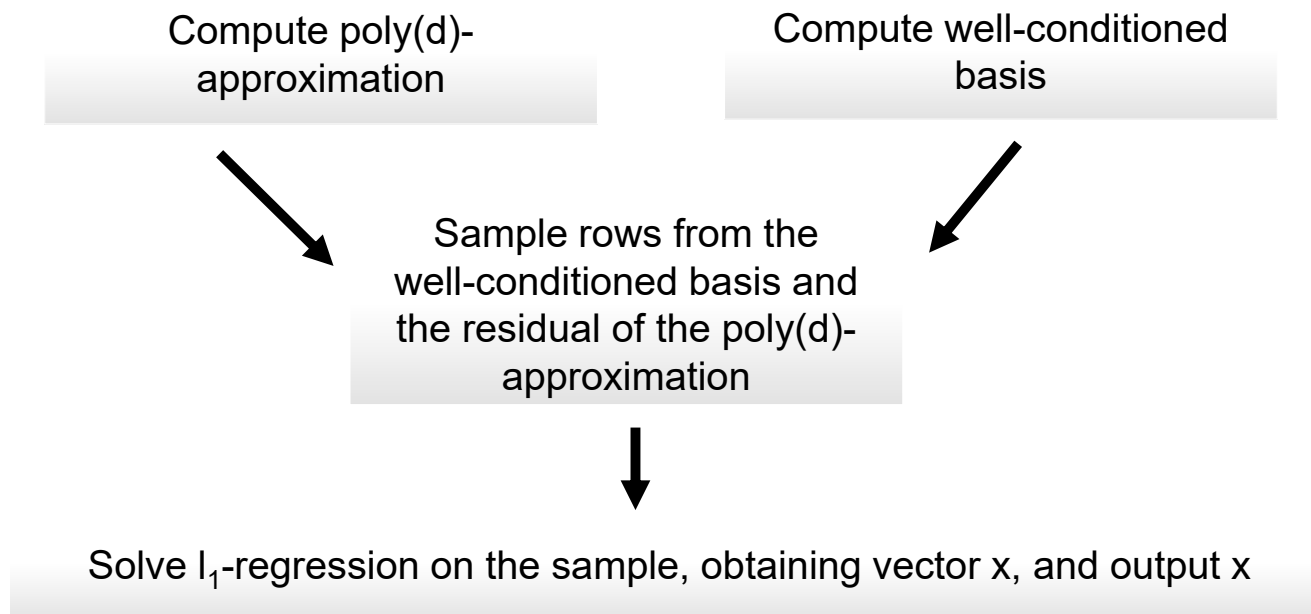 Compute poly(d)-
approximation
Compute well-conditioned
basis
Sample rows from the
well-conditioned basis and
the residual of the poly(d)-
approximation
Solve l₁-regression on the sample, obtaining vector x, and output x